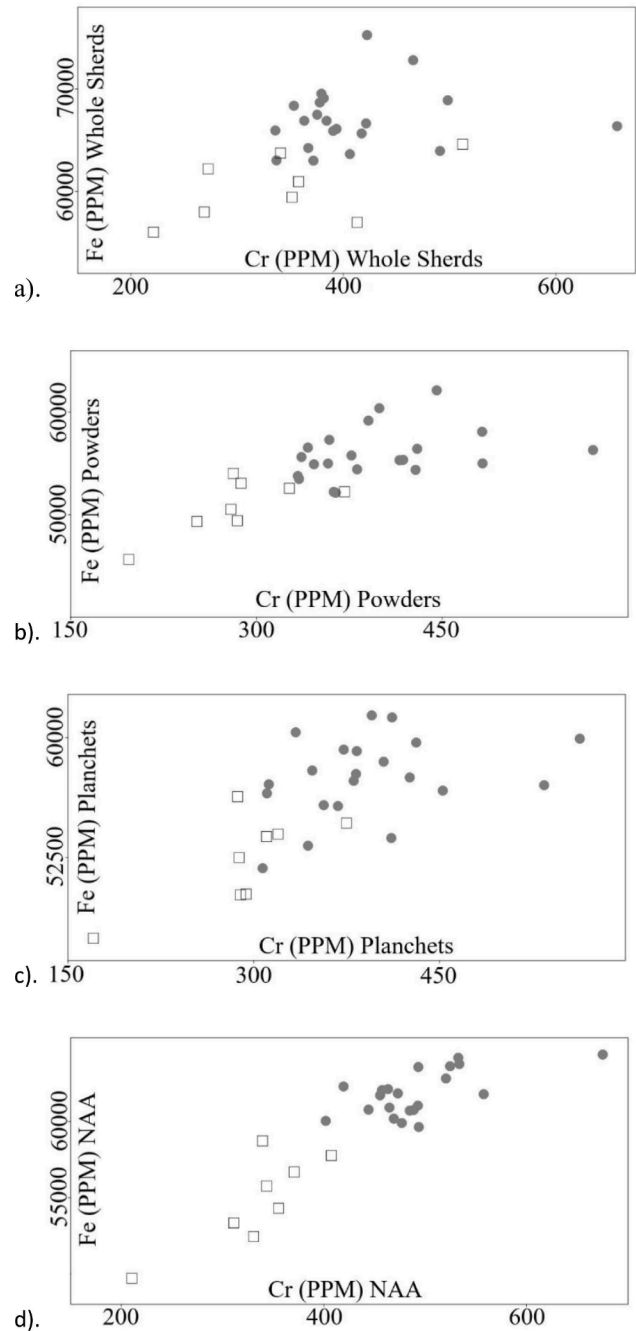 70000
60000
Fe (PPM) Whole Sherds
Cr (PPM) Whole Sherds
a).
200 400 600
60000
50000
Fe (PPM) Powders
Cr (PPM) Powders
b).
150 300 450
60000
52500
Fe (PPM) Planchets
Cr (PPM) Planchets
c).
150 300 450
60000
55000
Fe (PPM) NAA
Cr (PPM) NAA
d).
200 400 600